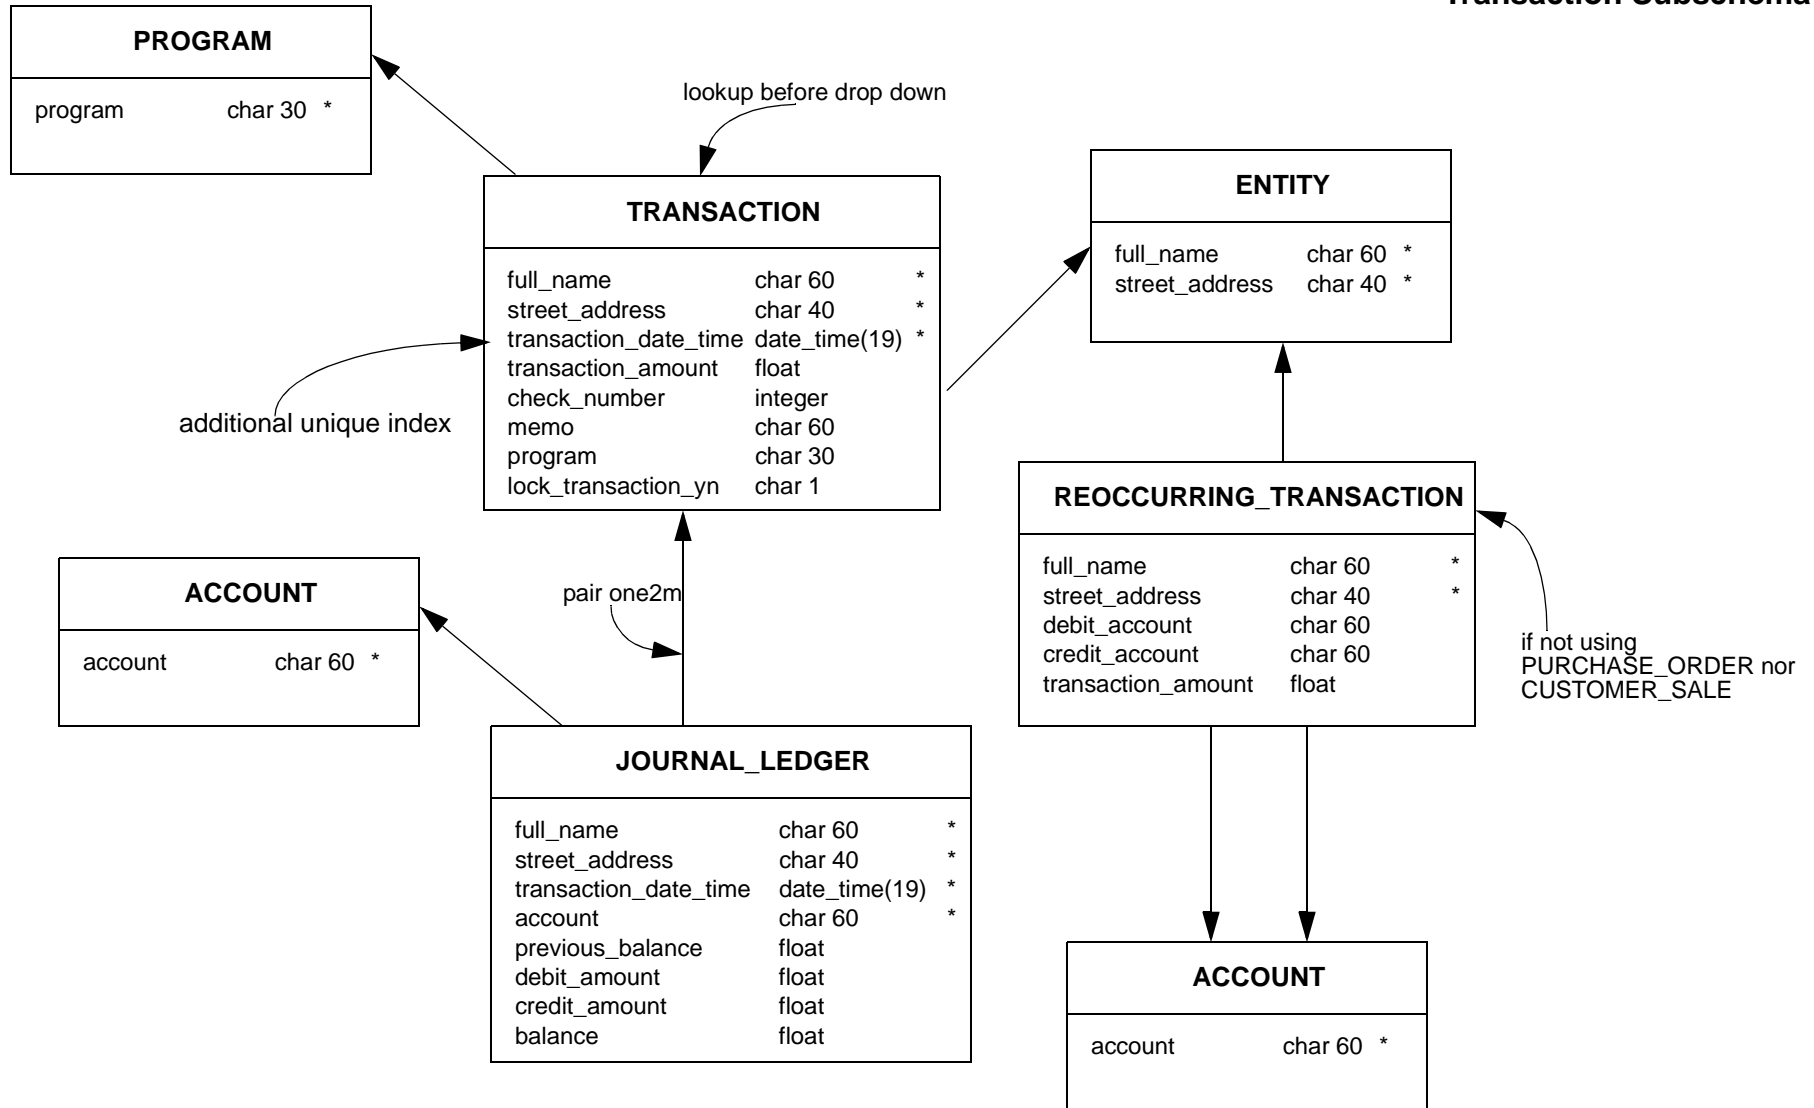 Transaction Subschema
PROGRAM
program char 30 *
lookup before drop down
TRANSACTION
full_name char 60 *
street_address char 40 *
transaction_date_time date_time(19) *
transaction_amount float
check_number integer
memo char 60
program char 30
lock_transaction_yn char 1
additional unique index
ENTITY
full_name char 60 *
street_address char 40 *
REOCCURRING_TRANSACTION
full_name char 60 *
street_address char 40 *
debit_account char 60
credit_account char 60
transaction_amount float
if not using
PURCHASE_ORDER nor
CUSTOMER_SALE
ACCOUNT
account char 60 *
pair one2m
JOURNAL_LEDGER
full_name char 60 *
street_address char 40 *
transaction_date_time date_time(19) *
account char 60 *
previous_balance float
debit_amount float
credit_amount float
balance float
ACCOUNT
account char 60 *